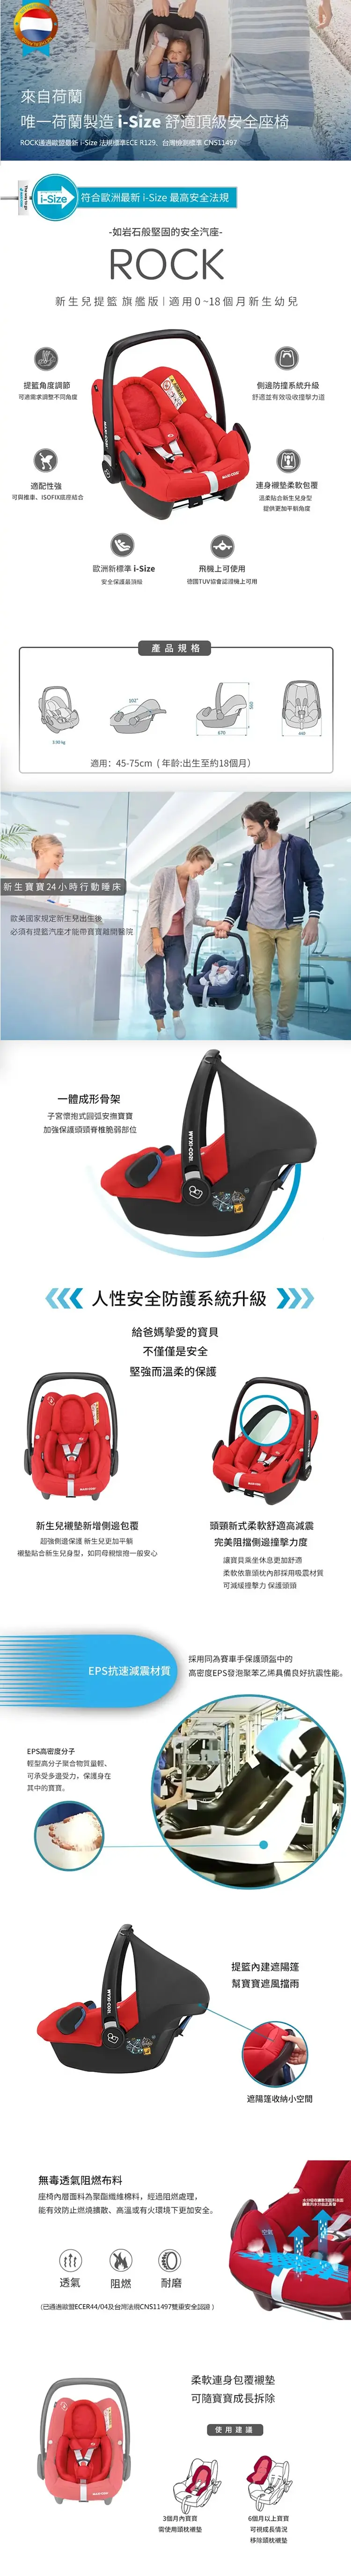 來自荷蘭
唯一荷蘭製造 i-Size 舒適頂級安全座椅
ROCK通過歐盟最新 i-Size 法規標準ECE R129、台灣檢測標準 CNS11497
i-Size
符合歐洲最新 i-Size 最高安全法規
-如岩石般堅固的安全汽座-
ROCK
新生兒提籃 旗艦版 | 適用0~18個月新生幼兒
提籃角度調節
可適需求調整不同角度
側邊防撞系統升級
舒適並有效吸收撞擊力道
適配性強
可與推車、ISOFIX底座結合
連身襯墊柔軟包覆
溫柔貼合新生兒身型
提供更加平躺角度
歐洲新標準 i-Size
安全保護最頂級
飛機上可使用
德國TUV協會認證機上可用
產品規格
102°
670
440
3.90 kg
適用：45-75cm ( 年齡:出生至約18個月）
新生寶寶24小時行動睡床
歐美國家規定新生兒出生後
必須有提籃汽座才能帶寶寶離開醫院
一體成形骨架
子宮懷抱式圓弧安撫寶寶
加強保護頭頸脊椎脆弱部位
MAXI-COSI
人性安全防護系統升級
給爸媽摯愛的寶貝
不僅僅是安全
堅強而溫柔的保護
新生兒襯墊新增側邊包覆
超強側邊保護 新生兒更加平躺
襯墊貼合新生兒身型，如同母親懷抱一般安心
頭頸新式柔軟舒適高減震
完美阻擋側邊撞擊力度
讓寶貝乘坐休息更加舒適
柔軟依靠頭枕內部採用吸震材質
可減緩撞擊力 保護頭頸
EPS抗速減震材質
採用同為賽車手保護頭盔中的
高密度EPS發泡聚苯乙烯具備良好抗震性能。
EPS高密度分子
輕型高分子聚合物質量輕、
可承受多邊受力，保護身在
其中的寶寶。
MAXI-COSI
提籃內建遮陽篷
幫寶寶遮風擋雨
遮陽篷收納小空間
無毒透氣阻燃布料
座椅內層面料為聚酯纖維棉料，經過阻燃處理，
能有效防止燃燒擴散、高溫或有火環境下更加安全。
空氣
透氣
阻燃
耐磨
(已通過歐盟ECER44/04及台灣法規CNS11497雙重安全認證 )
柔軟連身包覆襯墊
可隨寶寶成長拆除
使用建議
3個月內寶寶
需使用頭枕襯墊
6個月以上寶寶
可視成長情況
移除頭枕襯墊